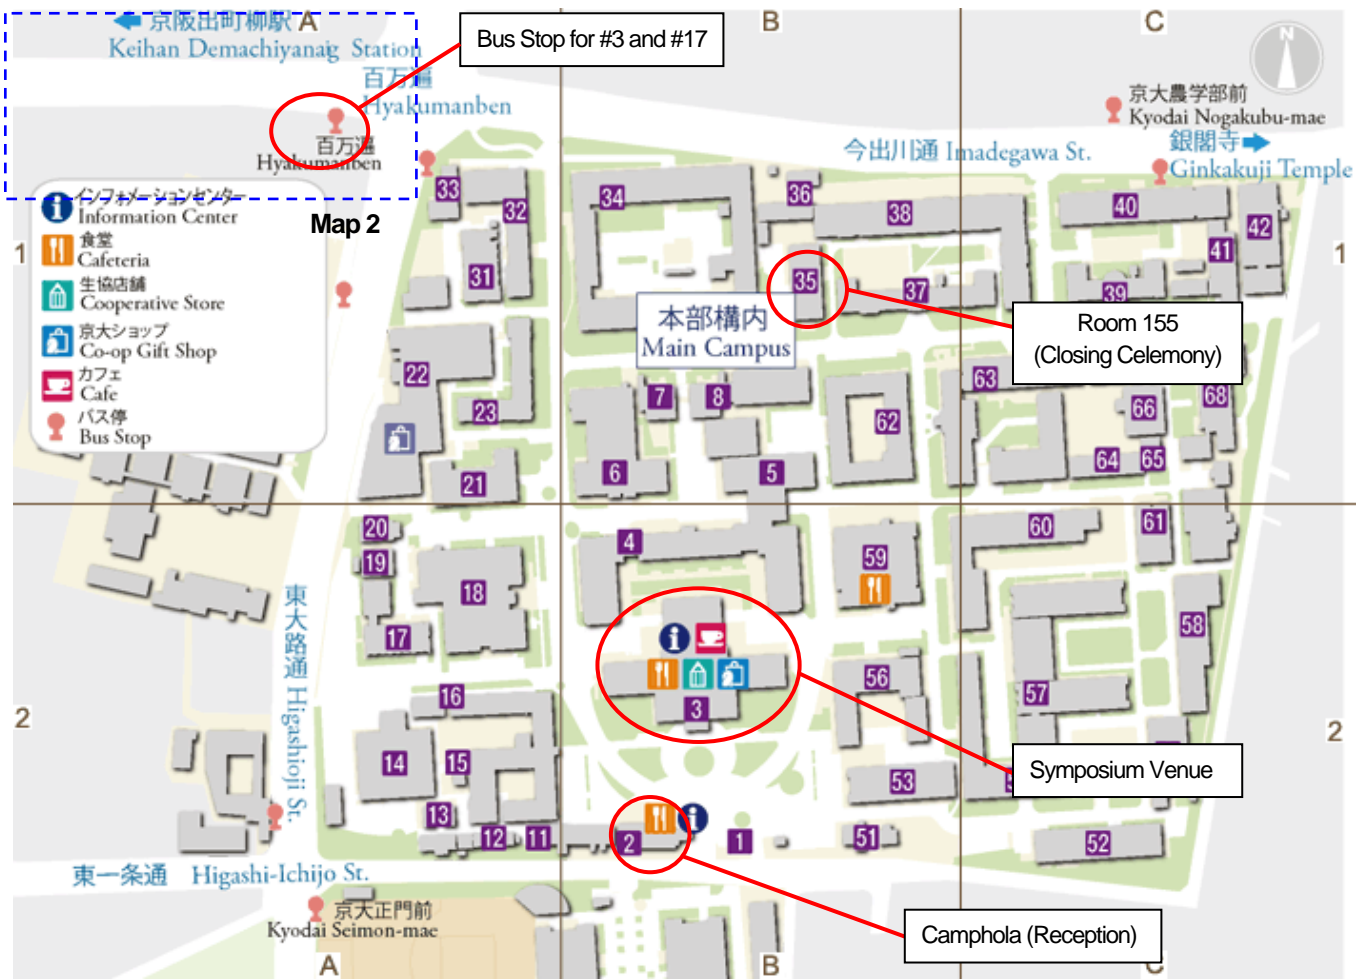 京阪出町柳駅
Keihan Demachiyanaig Station
A
B
C
N
Bus Stop for #3 and #17
百万遍
Hyakumanben
百万遍
Hyakumanben
京大農学部前
Kyodai Nogakubu-mae
今出川通 Imadegawa St.
銀閣寺
Ginkakuji Temple
インフォメーションセンター
Information Center
食堂
Cafeteria
生協店舗
Cooperative Store
京大ショップ
Co-op Gift Shop
カフェ
Cafe
バス停
Bus Stop
Map 2
1
1
33
32
31
34
36
38
35
37
40
41
42
39
本部構内
Main Campus
Room 155
(Closing Celemony)
22
23
21
7
8
6
5
62
63
66
68
64
65
20
19
18
17
4
59
60
61
58
東大路通 Higashioji St.
2
2
16
14
15
13
12
11
i
3
56
57
53
Symposium Venue
2
i
1
51
52
東一条通 Higashi-Ichijo St.
京大正門前
Kyodai Seimon-mae
Camphola (Reception)
A
B
C